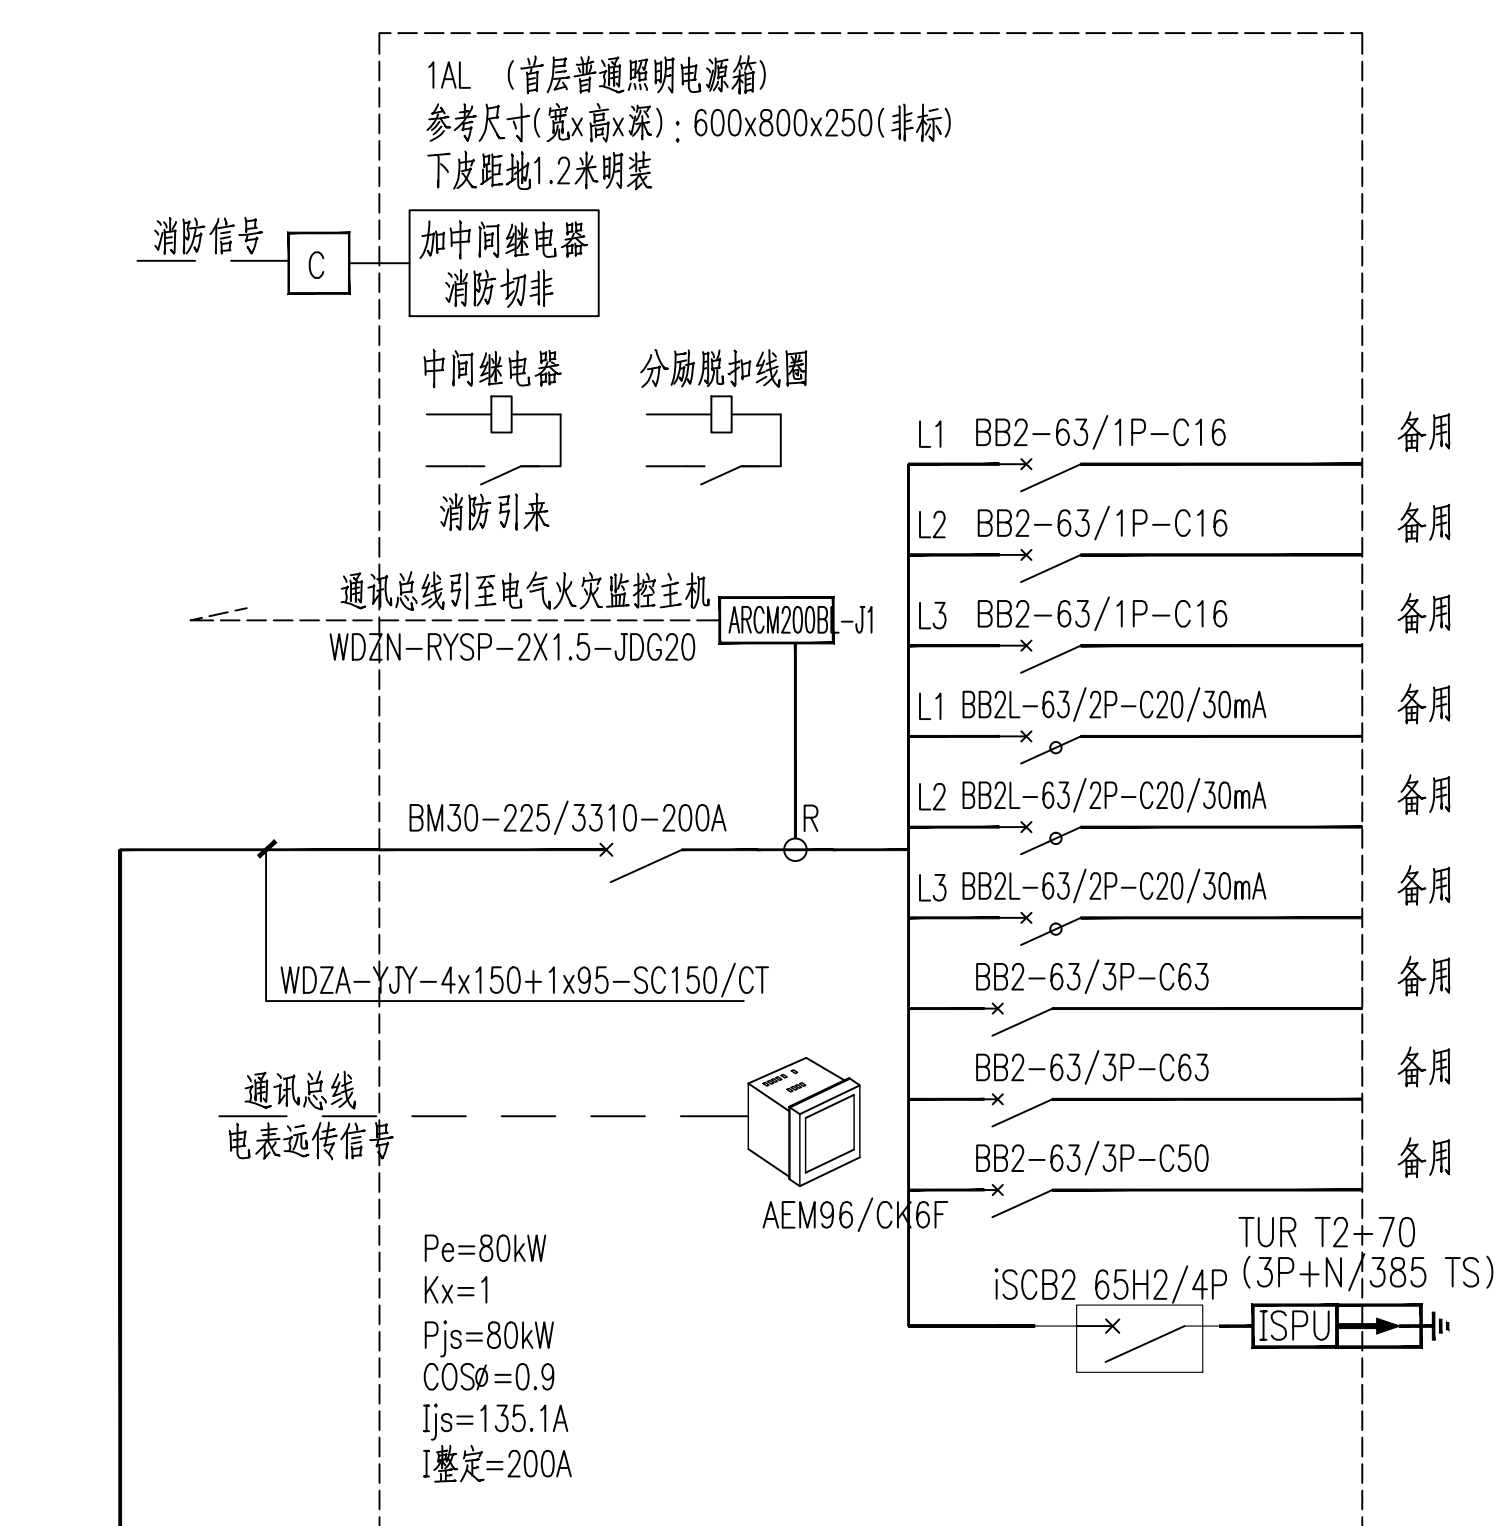 1AL （首层普通照明电源箱)
参考尺寸(宽x高x深)：600x800x250(非标)
下皮距地1.2米明装
消防信号
C
加中间继电器
消防切非
中间继电器
分励脱扣线圈
消防引来
L1 BB2-63/1P-C16 备用
L2 BB2-63/1P-C16 备用
通讯总线引至电气火灾监控主机
ARCM200BL-J1
WDZN-RYSP-2X1.5-JDG20
L3 BB2-63/1P-C16 备用
L1 BB2L-63/2P-C20/30mA 备用
L2 BB2L-63/2P-C20/30mA 备用
BM30-225/3310-200A
R
L3 BB2L-63/2P-C20/30mA 备用
WDZA-YJY-4x150+1x95-SC150/CT
BB2-63/3P-C63 备用
BB2-63/3P-C63 备用
通讯总线
电表远传信号
BB2-63/3P-C50 备用
AEM96/CK6F
TUR T2+70
(3P+N/385 TS)
iSCB2 65H2/4P
ISPU
Pe=80kW
Kx=1
Pjs=80kW
COSø=0.9
Ijs=135.1A
I整定=200A